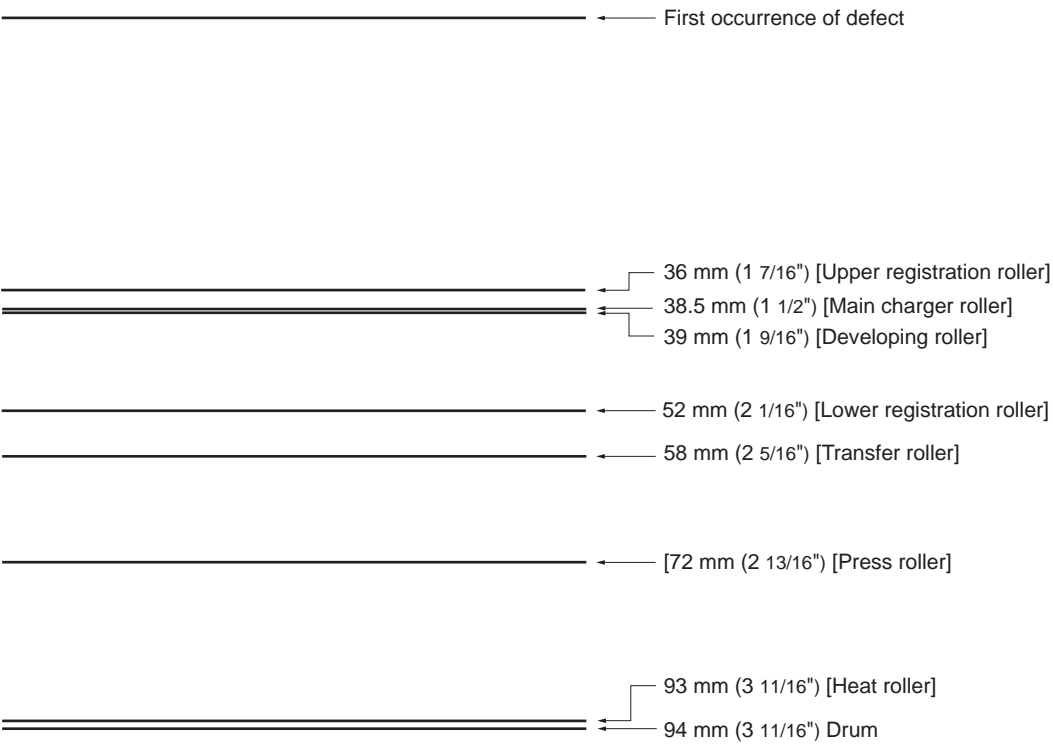 First occurrence of defect
36 mm (1 7/16") [Upper registration roller]
38.5 mm (1 1/2") [Main charger roller]
39 mm (1 9/16") [Developing roller]
52 mm (2 1/16") [Lower registration roller]
58 mm (2 5/16") [Transfer roller]
[72 mm (2 13/16") [Press roller]
93 mm (3 11/16") [Heat roller]
94 mm (3 11/16") Drum